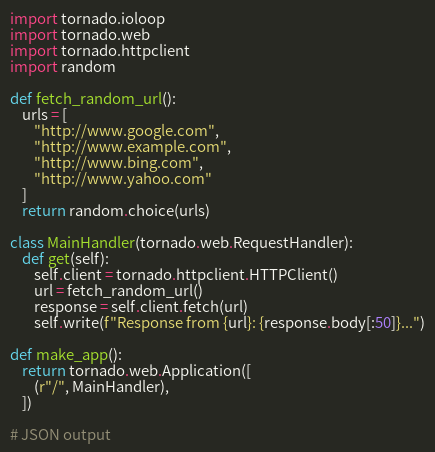 import tornado.ioloop
import tornado.web
import tornado.httpclient
import random

def fetch_random_url():
    urls = [
        "http://www.google.com",
        "http://www.example.com",
        "http://www.bing.com",
        "http://www.yahoo.com"
    ]
    return random.choice(urls)

class MainHandler(tornado.web.RequestHandler):
    def get(self):
        self.client = tornado.httpclient.HTTPClient()
        url = fetch_random_url()
        response = self.client.fetch(url)
        self.write(f"Response from {url}: {response.body[:50]}...")

def make_app():
    return tornado.web.Application([
        (r"/", MainHandler),
    ])

# JSON output